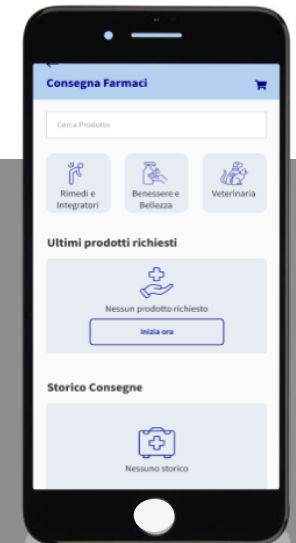 Consegna Farmaci
Cerca Prodotto
Rimedi e
Integratori
Benessere e
Bellezza
Veterinaria
Ultimi prodotti richiesti
Nessun prodotto richiesto
Inizia ora
Storico Consegne
Nessuno storico